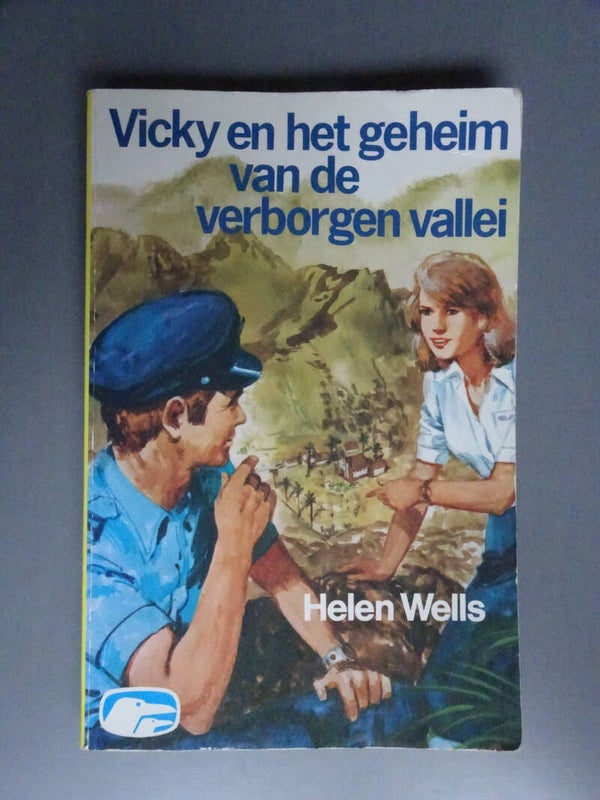 Vicky en het geheim
van de
verborgen vallei
Helen Wells